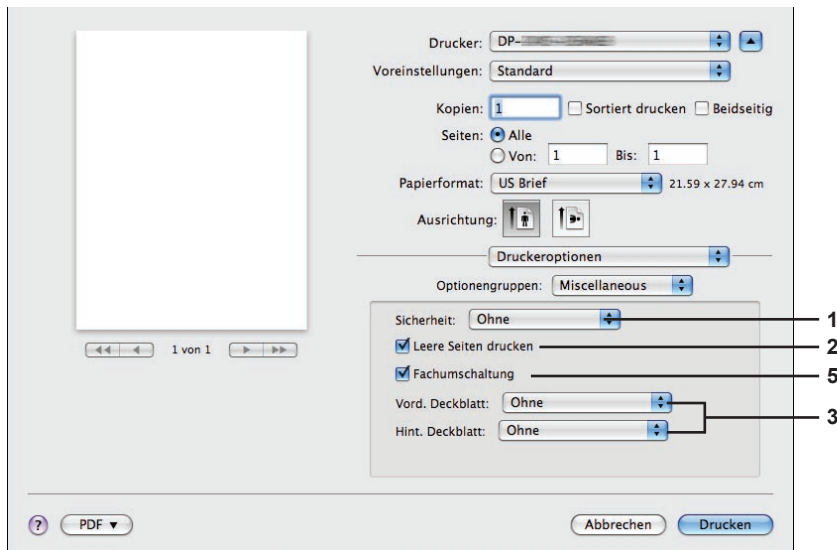 Drucker: DP-
Voreinstellungen: Standard
Kopien: 1 Sortiert drucken Beidseitig
Seiten: Alle
Von: 1 Bis: 1
Papierformat: US Brief 21.59 x 27.94 cm
Ausrichtung:
Druckeroptionen
Optionengruppen: Miscellaneous
Sicherheit: Ohne 1
1 von 1 Leere Seiten drucken 2
Fachumschaltung 5
Vord. Deckblatt: Ohne
3
Hint. Deckblatt: Ohne
? PDF Abbrechen Drucken